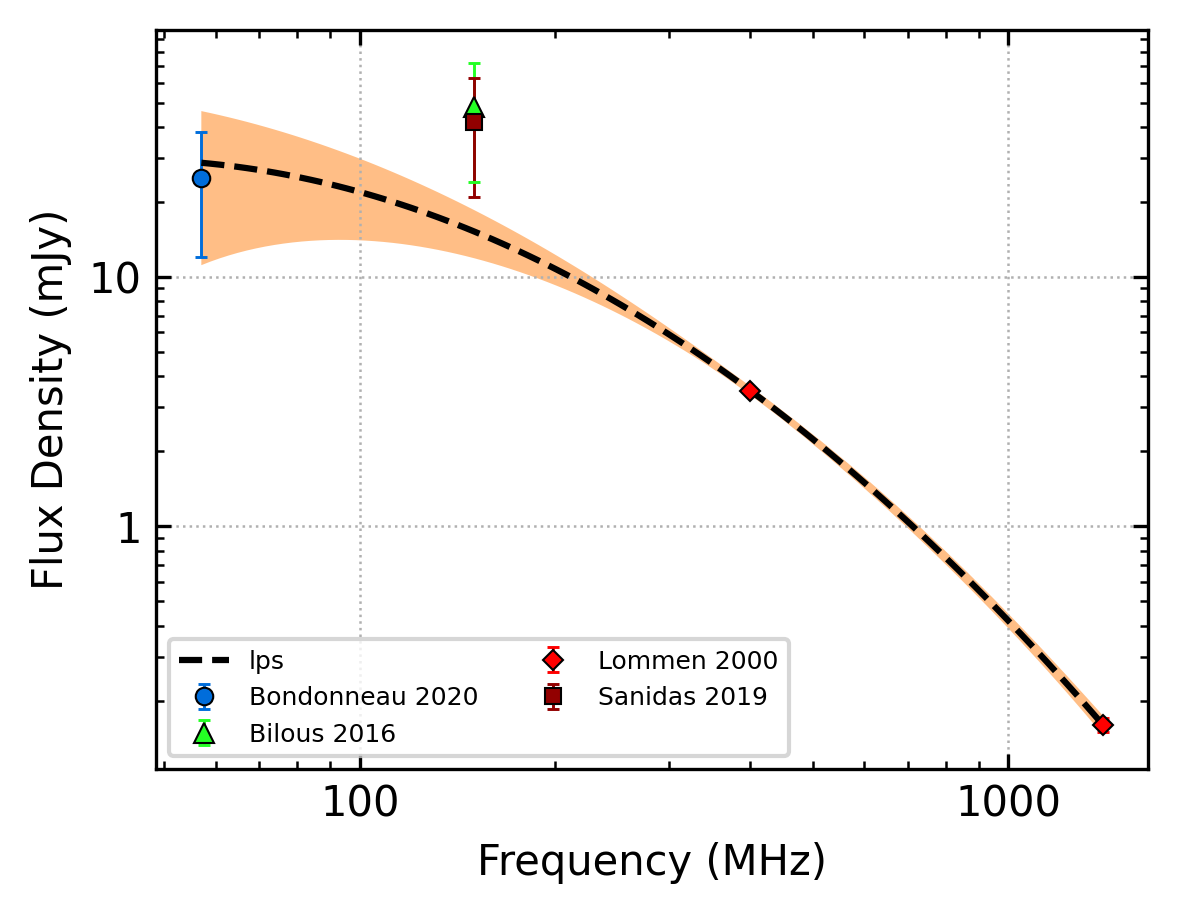 Flux Density (mJy)
10
1
lps
Bondonneau 2020
Bilous 2016
Lommen 2000
Sanidas 2019
100
1000
Frequency (MHz)